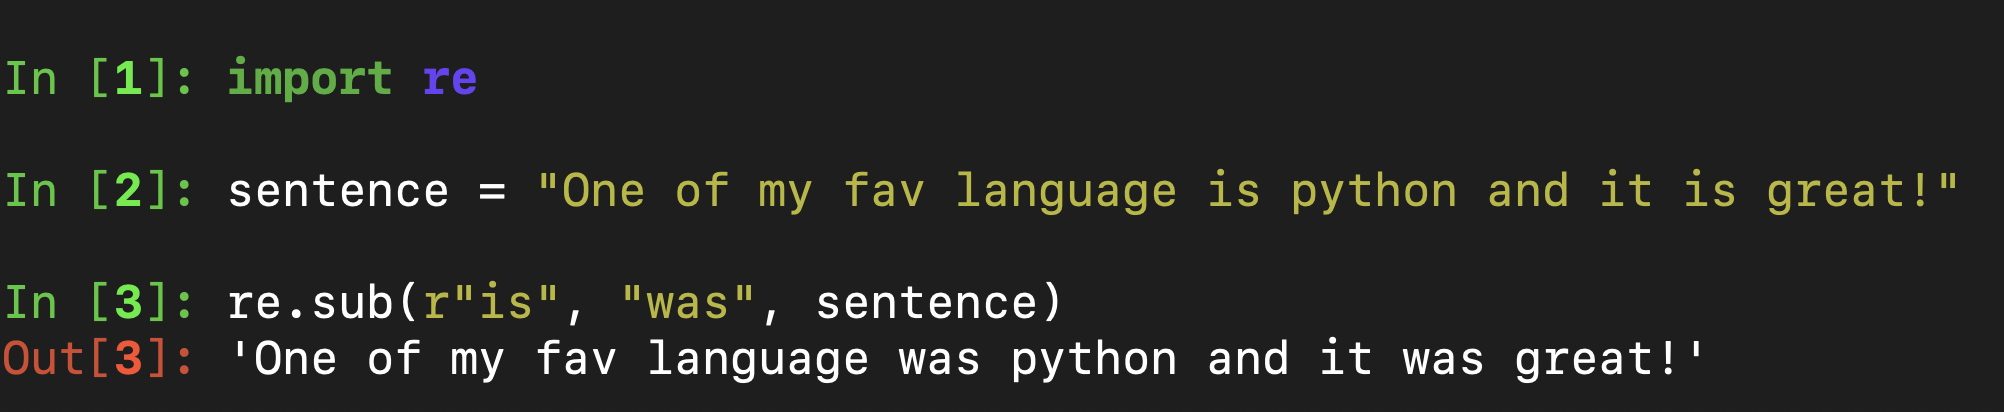 In [1]: import re
In [2]: sentence = "One of my fav language is python and it is great!"
In [3]: re.sub(r"is", "was", sentence)
Out[3]: 'One of my fav language was python and it was great!'